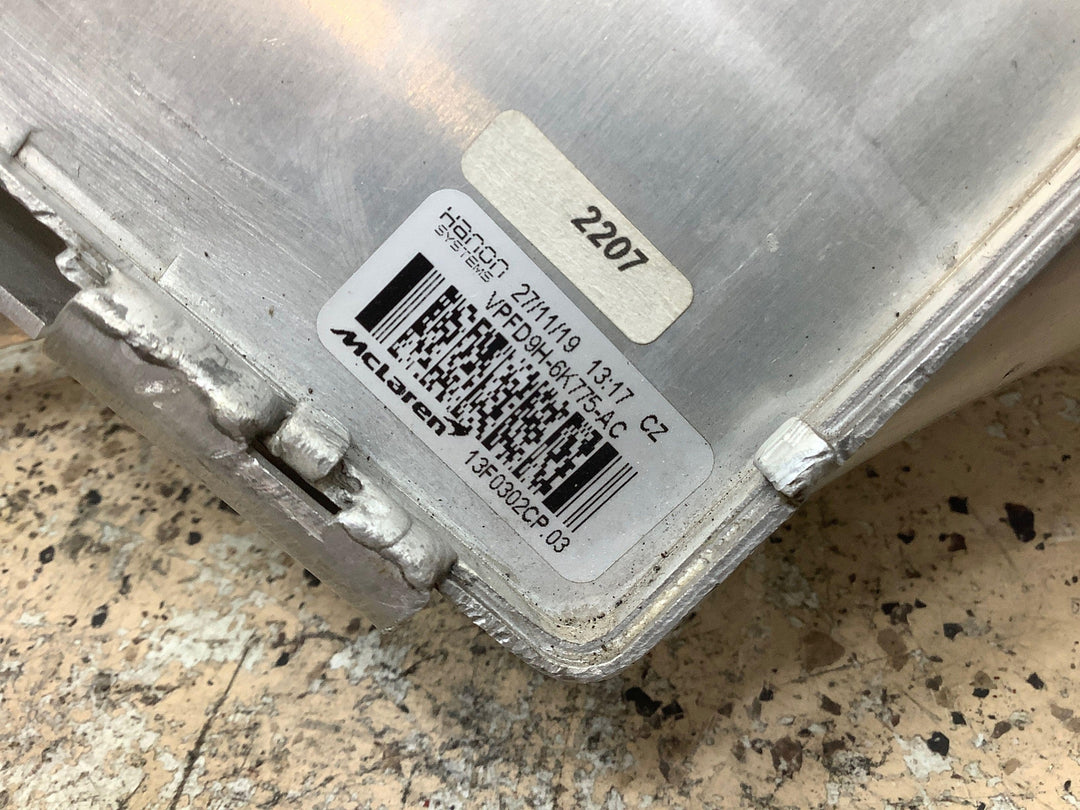 2207
Hanon
SYSTEMS
27/11/19 13:17 CZ
VPFD9H-6K775-AC
McLaren
13F0302CP.03